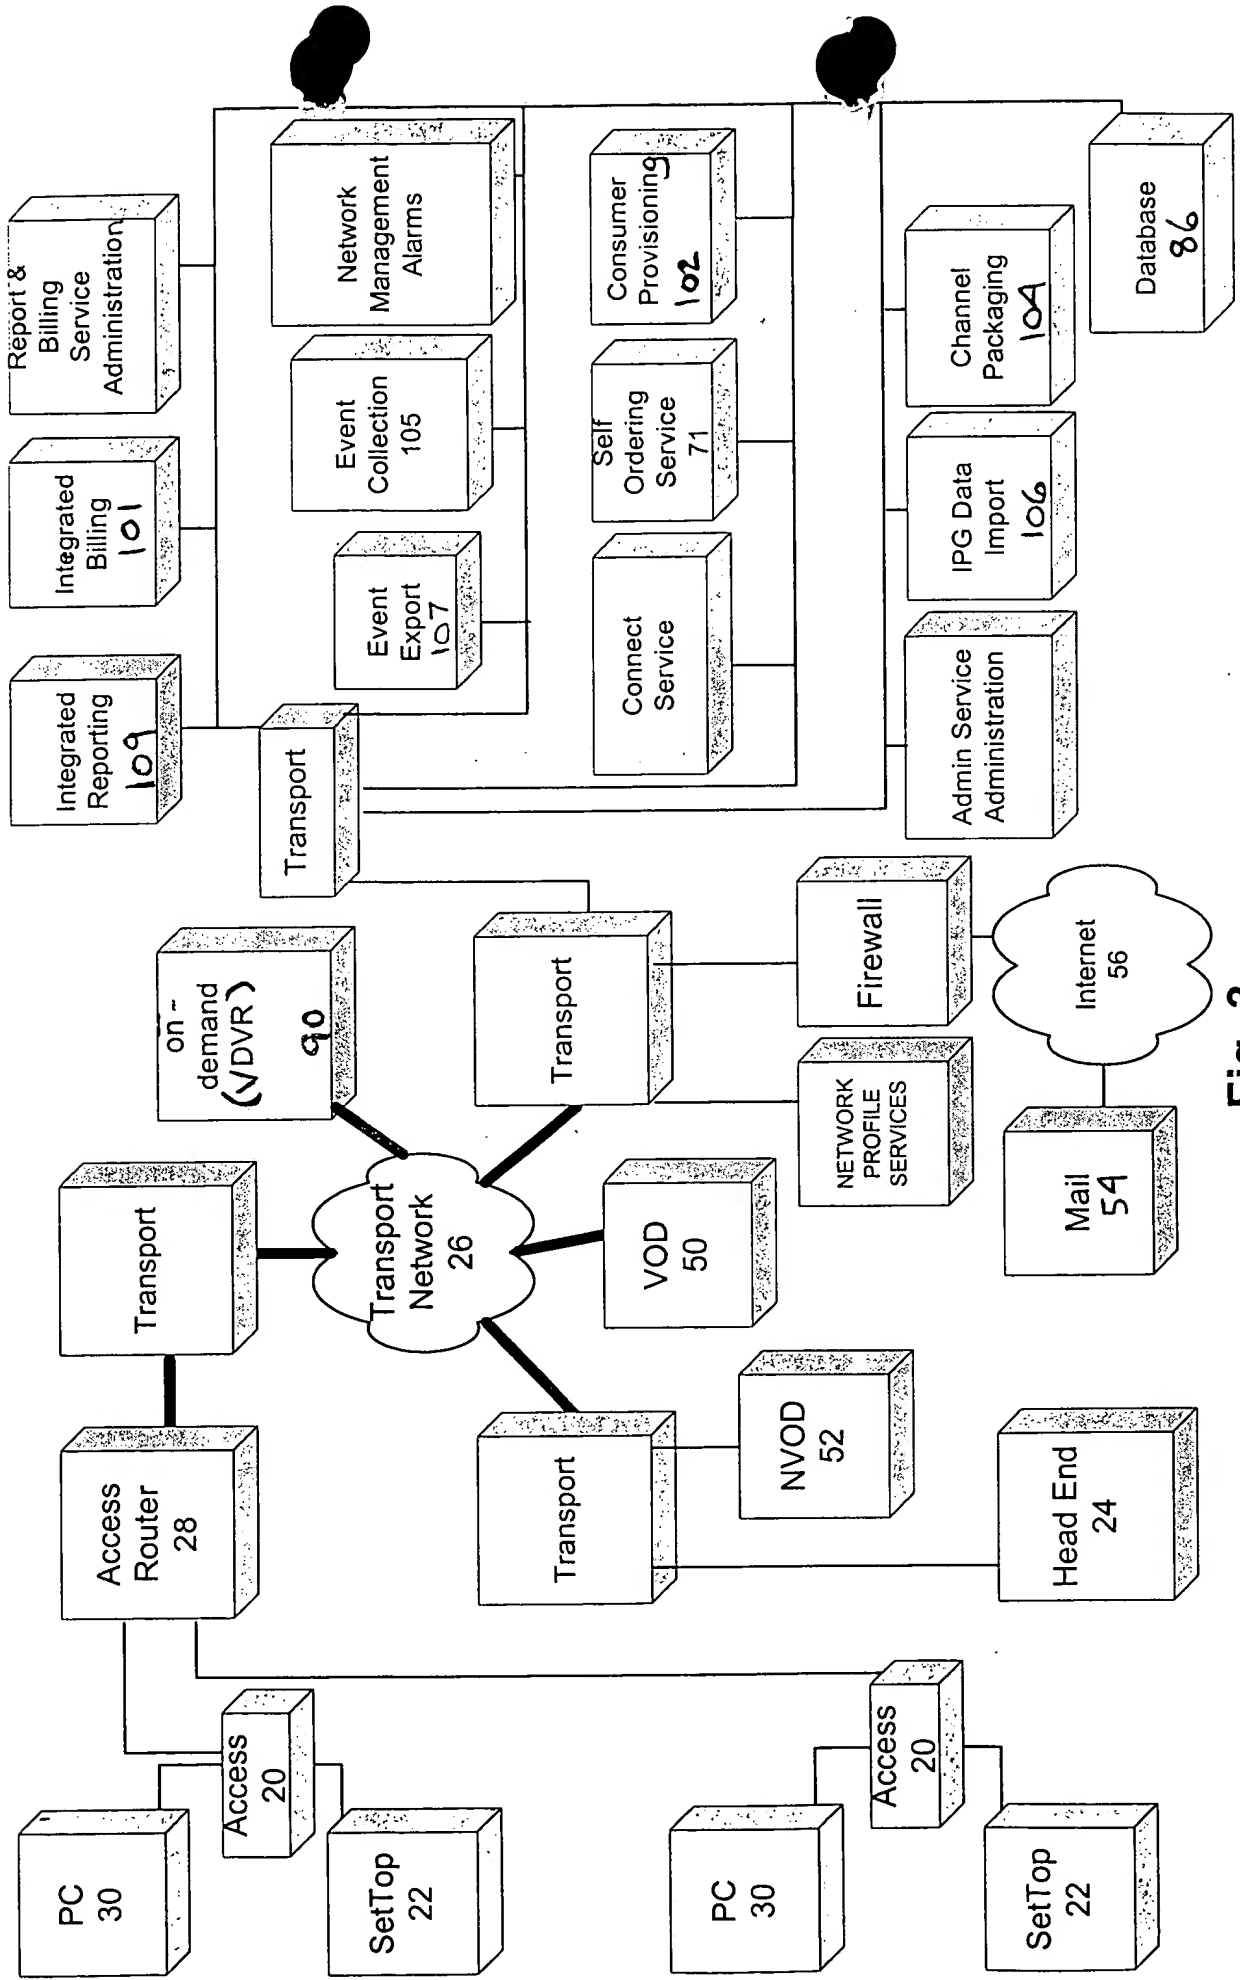 PC
30
SetTop
22
Access
20
PC
30
SetTop
22
Access
20
Access
Router
28
Transport
Transport
Network
26
on-
demand
(VDVR)
90
VOD
50
Transport
NVOD
52
Head End
24
Transport
NETWORK
PROFILE
SERVICES
Firewall
Internet
56
Mail
54
Transport
Integrated
Reporting
109
Integrated
Billing
101
Report &
Billing
Service
Administration
Event
Export
107
Event
Collection
105
Network
Management
Alarms
Connect
Service
Self
Ordering
Service
71
Consumer
Provisioning
102
Admin Service
Administration
IPG Data
Import
106
Channel
Packaging
104
Database
86
Fig.